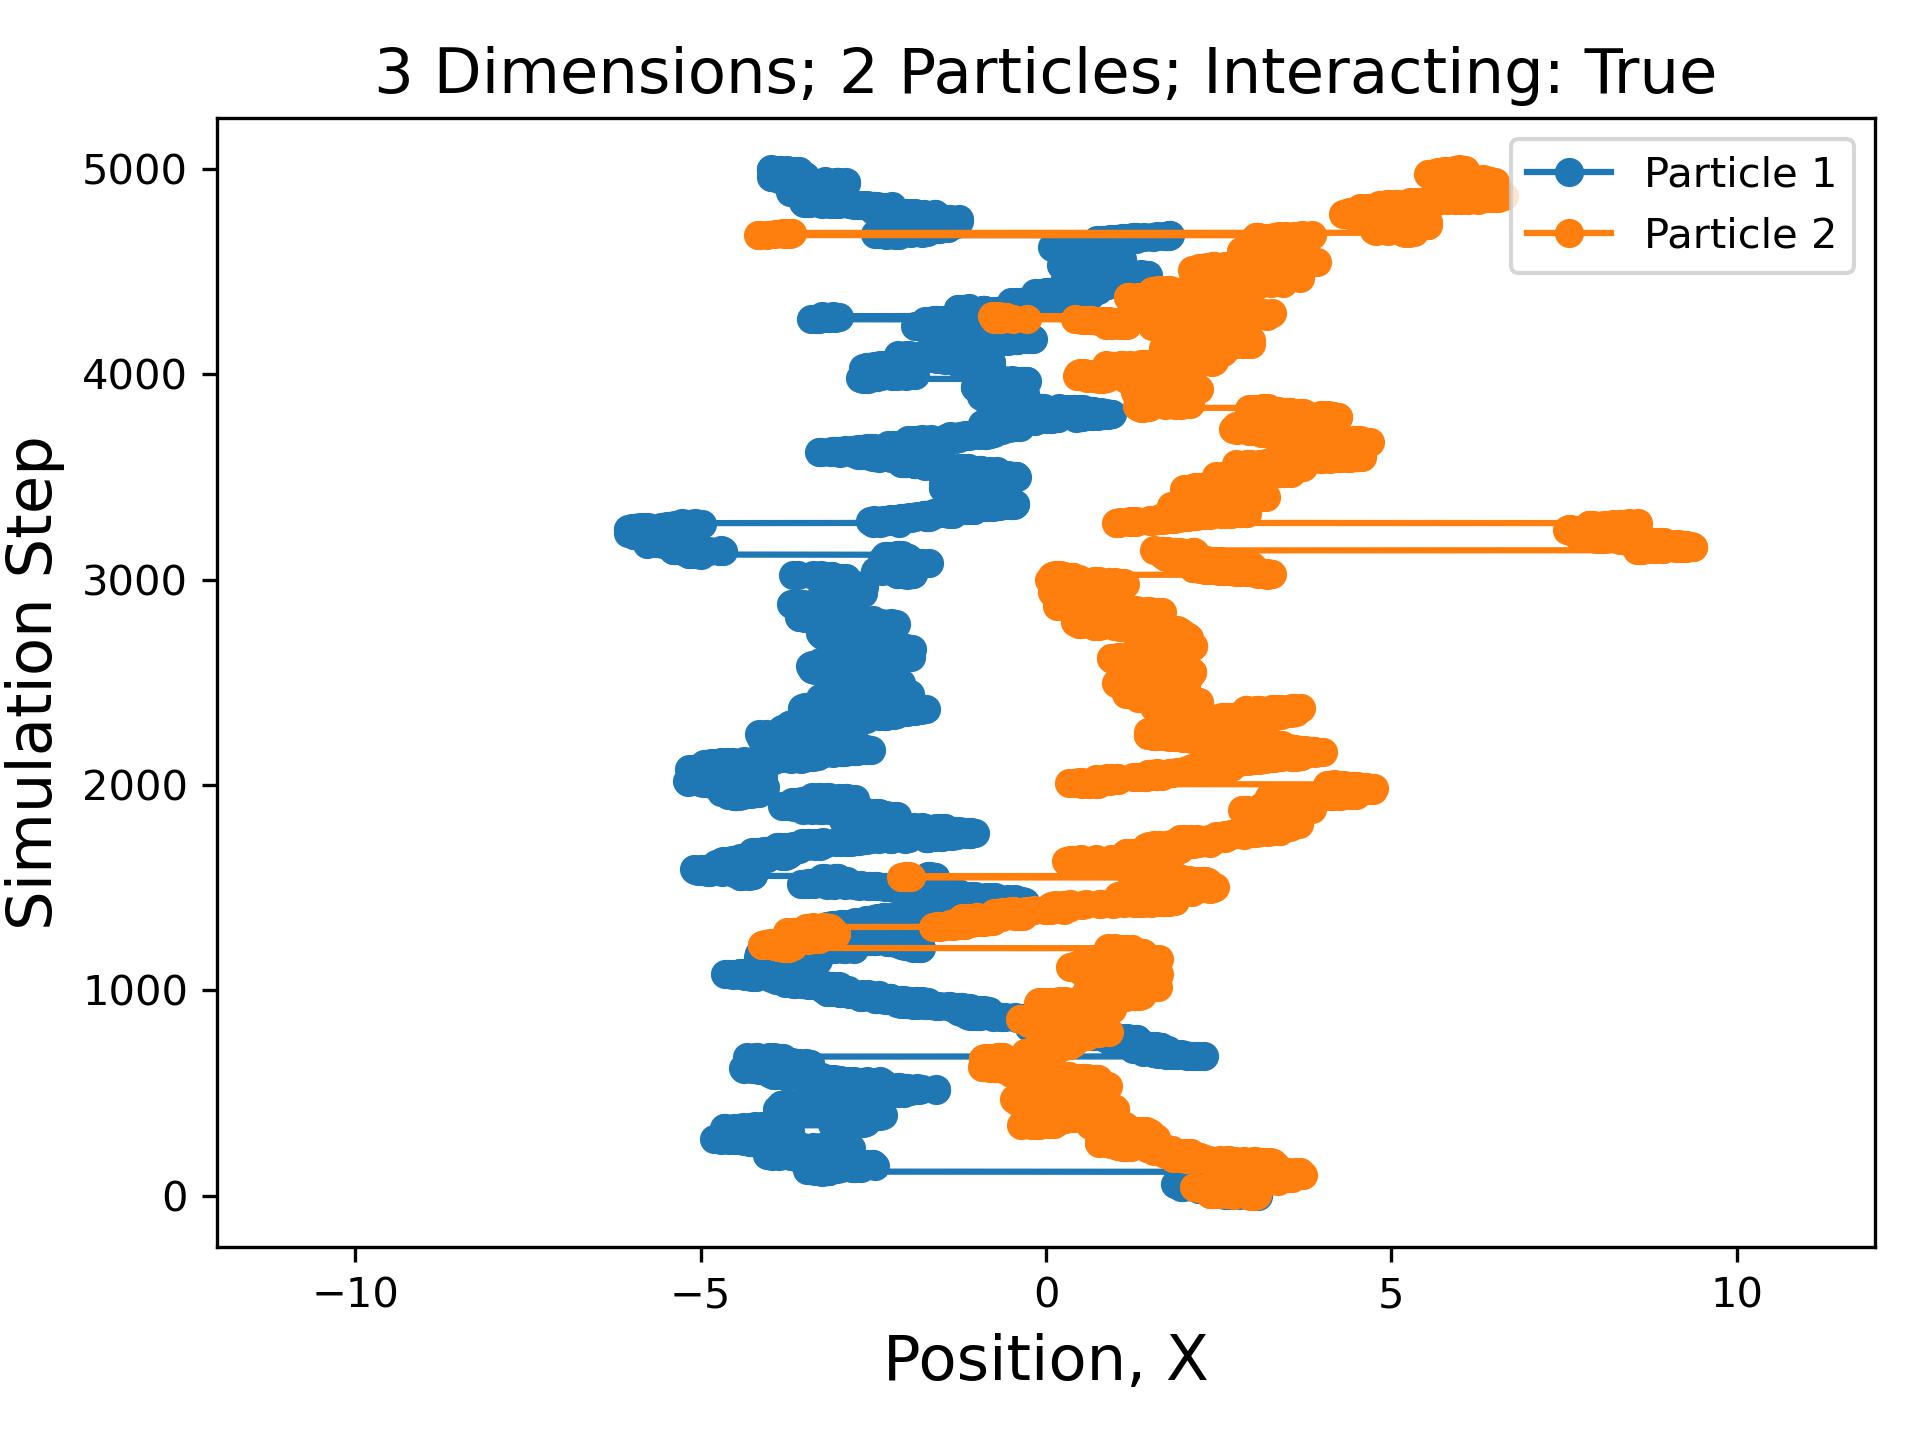 3 Dimensions; 2 Particles; Interacting: True
Particle 1
Particle 2
Simulation Step
5000
4000
3000
2000
1000
0
−10
−5
0
5
10
Position, X